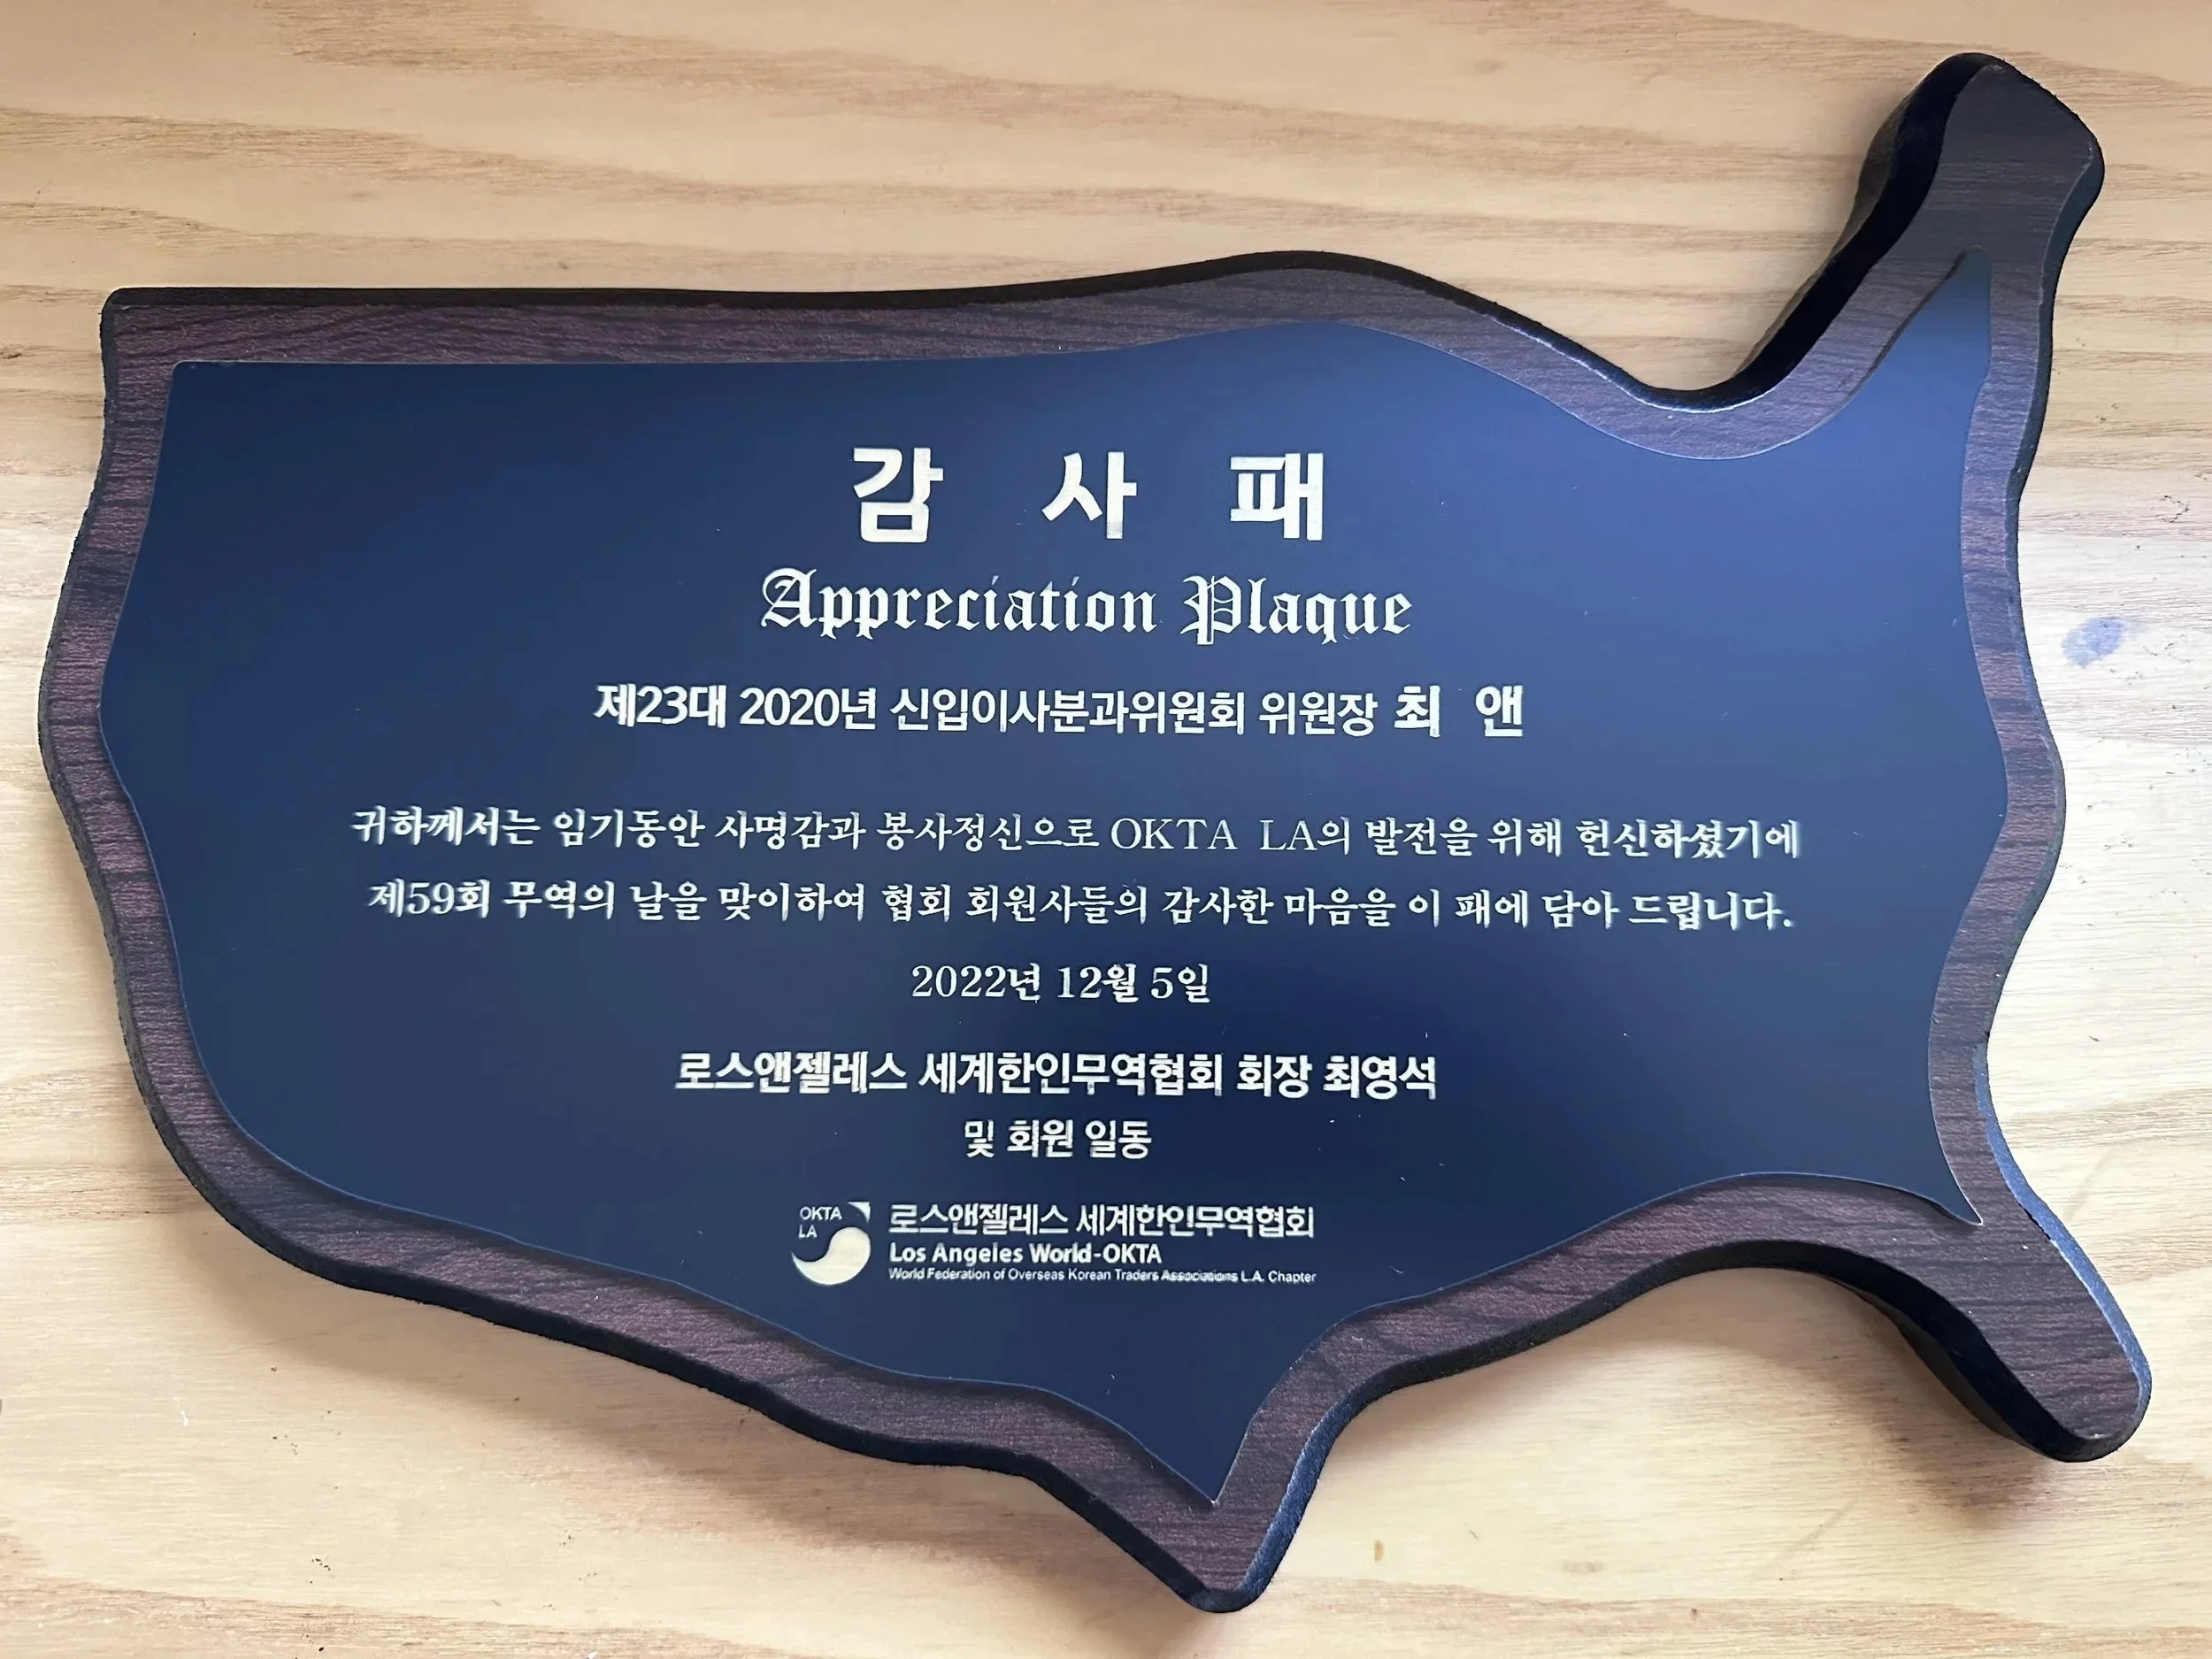 감 사 패
Appreciation Plaque
제23대 2020년 신입이사분과위원회 위원장 최 앤
귀하께서는 임기동안 사명감과 봉사정신으로 OKTA LA의 발전을 위해 헌신하셨기에
제59회 무역의 날을 맞이하여 협회 회원사들의 감사한 마음을 이 패에 담아 드립니다.
2022년 12월 5일
로스앤젤레스 세계한인무역협회 회장 최영석
및 회원 일동
OKTA
LA
로스앤젤레스 세계한인무역협회
Los Angeles World-OKTA
World Federation of Overseas Korean Traders Associations L.A. Chapter